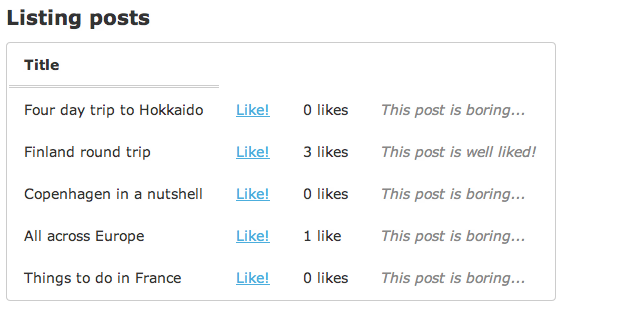 Listing posts
Title
Four day trip to Hokkaido Like! 0 likes This post is boring...
Finland round trip Like! 3 likes This post is well liked!
Copenhagen in a nutshell Like! 0 likes This post is boring...
All across Europe Like! 1 like This post is boring...
Things to do in France Like! 0 likes This post is boring...